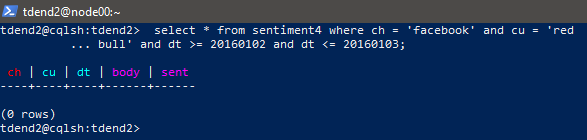 tdend2@node00:~
tdend2@cqlsh:tdend2>  select * from sentiment4 where ch = 'facebook' and cu = 'red
... bull' and dt >= 20160102 and dt <= 20160103;
ch | cu | dt | body | sent
----+----+----+------+------
(0 rows)
tdend2@cqlsh:tdend2>